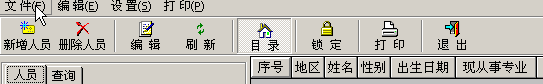 文件(F) 编辑(E) 设置(S) 打印(P)
新增人员 删除人员 编辑 刷新 目录 锁定 打印 退出
人员 查询 序号 地区 姓名 性别 出生日期 现从事专业